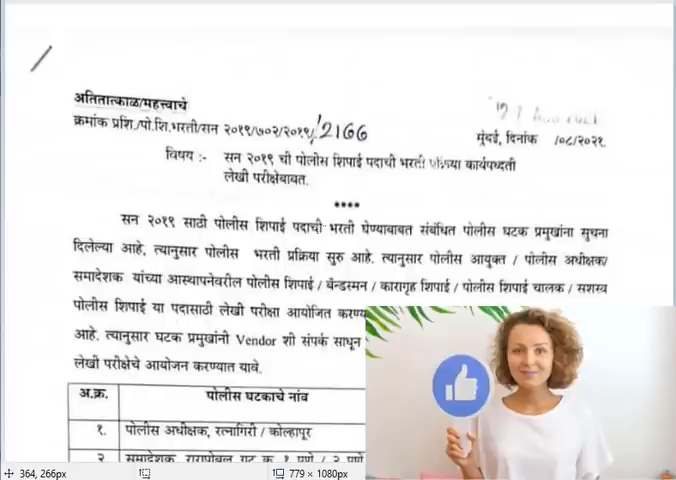 अतितात्काळ/महत्त्वाचे
क्रमांक प्रशि./पो.शि.भरती/सन २०१९/७०२/२०१९/2166
मुंबई, दिनांक /०८/२०२१
विषय :- सन २०१९ ची पोलीस शिपाई पदाची भरती कार्यपध्दती
लेखी परीक्षेबाबत.
****
सन २०१९ साठी पोलीस शिपाई पदाची भरती घेण्याबाबत संबंधित पोलीस घटक प्रमुखांना सुचना
दिलेल्या आहे, त्यानुसार पोलीस भरती प्रक्रिया सुरु आहे. त्यानुसार पोलीस आयुक्त / पोलीस अधीक्षक/
समादेशक यांच्या आस्थापनेवरील पोलीस शिपाई / बॅन्डस्मन / कारागृह शिपाई / पोलीस शिपाई चालक / सशस्त्र
पोलीस शिपाई या पदासाठी लेखी परीक्षा आयोजित
आहे. त्यानुसार घटक प्रमुखांनी Vendor शी संपर्क साधून
लेखी परीक्षेचे आयोजन करण्यात यावे.
अ.क्र. पोलीस घटकाचे नांव
१. पोलीस अधीक्षक, रत्नागिरी / कोल्हापूर
364, 266px 779 × 1080px